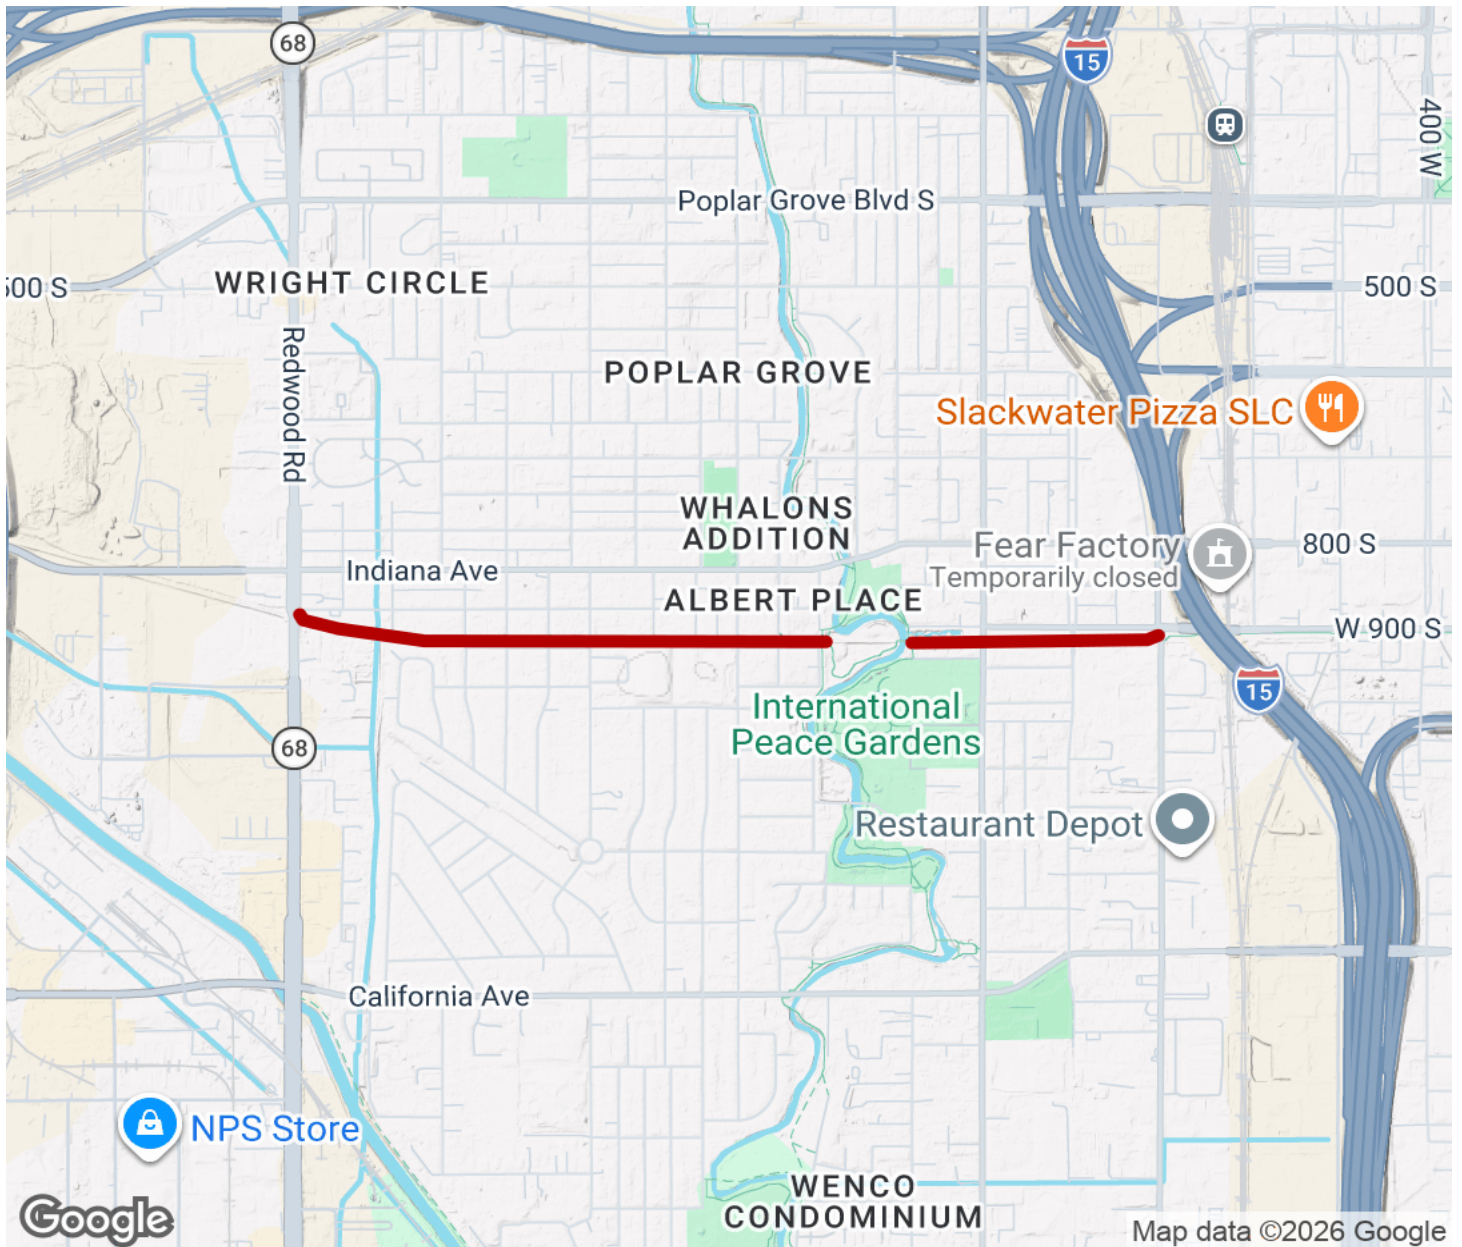 68
15
400 W
Poplar Grove Blvd S
WRIGHT CIRCLE
500 S
500 S
Redwood Rd
POPLAR GROVE
Slackwater Pizza SLC
WHALONS
ADDITION
Fear Factory
Temporarily closed
800 S
Indiana Ave
ALBERT PLACE
W 900 S
15
International
Peace Gardens
68
Restaurant Depot
California Ave
NPS Store
WENCO
CONDOMINIUM
Google
Map data ©2026 Google